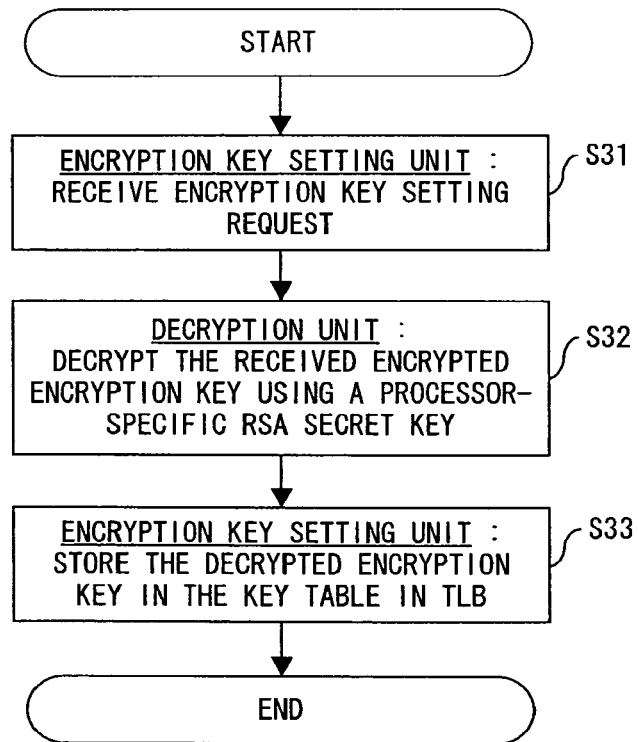 START
ENCRYPTION KEY SETTING UNIT :
RECEIVE ENCRYPTION KEY SETTING
REQUEST
S31
DECRYPTION UNIT :
DECRYPT THE RECEIVED ENCRYPTED
ENCRYPTION KEY USING A PROCESSOR-
SPECIFIC RSA SECRET KEY
S32
ENCRYPTION KEY SETTING UNIT :
STORE THE DECRYPTED ENCRYPTION
KEY IN THE KEY TABLE IN TLB
S33
END